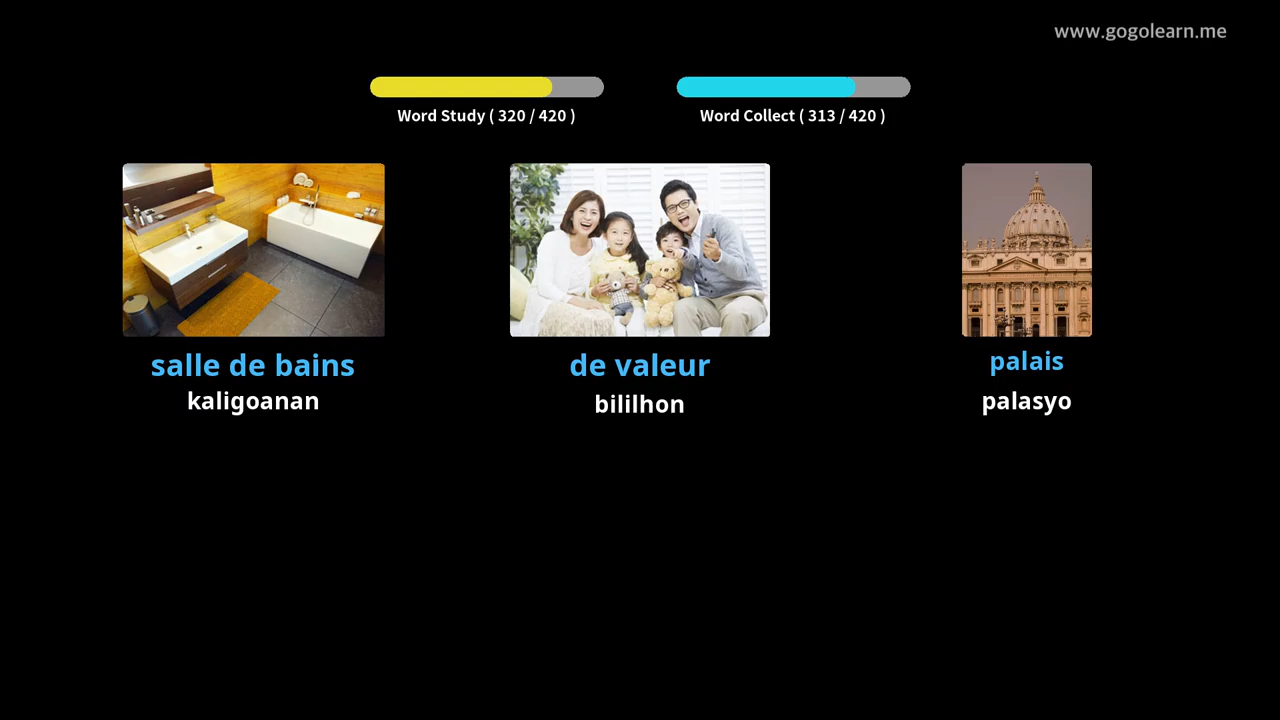 www.gogolearn.me
Word Study ( 320 / 420 )
Word Collect ( 313 / 420 )
salle de bains
de valeur
palais
kaligoanan
bililhon
palasyo